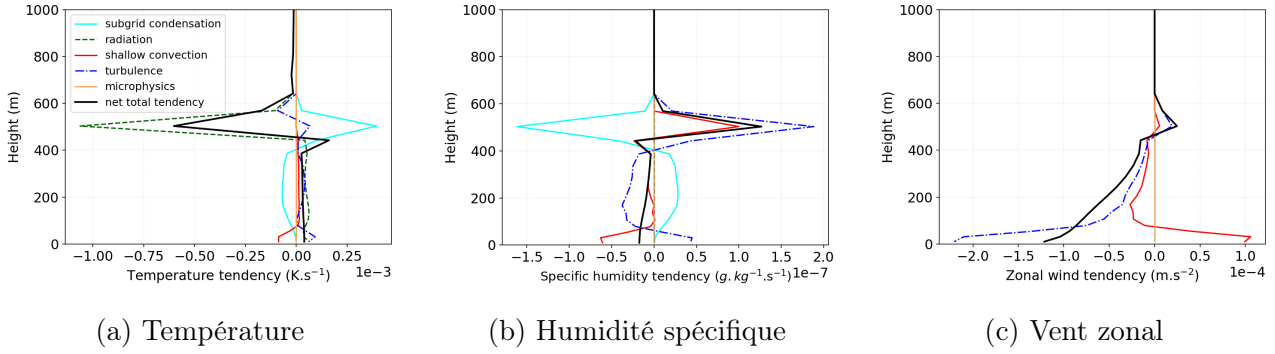 1000
800
600
400
200
0
Height (m)
subgrid condensation
radiation
shallow convection
turbulence
microphysics
net total tendency
−1.00 −0.75 −0.50 −0.25 0.00 0.25
1e−3
Temperature tendency (K.s⁻¹)
(a) Température
1000
800
600
400
200
0
Height (m)
−1.5 −1.0 −0.5 0.0 0.5 1.0 1.5 2.0
1e−7
Specific humidity tendency (g.kg⁻¹.s⁻¹)
(b) Humidité spécifique
1000
800
600
400
200
0
Height (m)
−2.0 −1.5 −1.0 −0.5 0.0 0.5 1.0
1e−4
Zonal wind tendency (m.s⁻²)
(c) Vent zonal